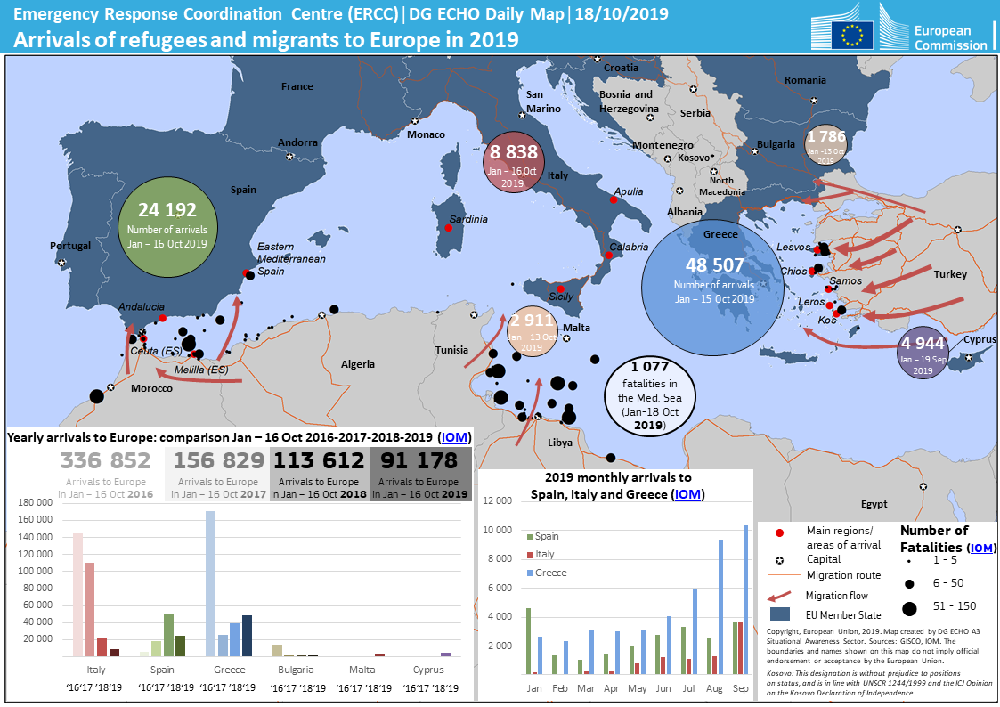 Emergency Response Coordination Centre (ERCC)|DG ECHO Daily Map|18/10/2019
Arrivals of refugees and migrants to Europe in 2019
European
Commission
France
Croatia
Romania
San
Marino
Bosnia and
Herzegovina
Serbia
Monaco
Andorra
Montenegro
Kosovo*
Bulgaria
1 786
Jan -13 Oct
2019
8 838
Jan – 16 Oct
2019
Italy
North
Macedonia
Albania
Spain
24 192
Number of arrivals
Jan – 16 Oct 2019
Portugal
Apulia
Sardinia
Calabria
Eastern
Mediterranean
Spain
Greece
48 507
Number of arrivals
Jan – 15 Oct 2019
Lesvos
Chios
Samos
Leros
Kos
Turkey
Andalucia
Sicily
2 911
Jan –13 Oct
2019
Malta
Ceuta (ES)
Melilla (ES)
Tunisia
Algeria
Morocco
4 944
Jan – 19 Sep
2019
Cyprus
1 077
fatalities in
the Med. Sea
(Jan-18 Oct
2019)
Libya
Egypt
Yearly arrivals to Europe: comparison Jan – 16 Oct 2016-2017-2018-2019 (IOM)
336 852 156 829 113 612 91 178
Arrivals to Europe Arrivals to Europe Arrivals to Europe Arrivals to Europe
in Jan – 16 Oct 2016 in Jan – 16 Oct 2017 in Jan – 16 Oct 2018 in Jan – 16 Oct 2019
180 000
160 000
140 000
120 000
100 000
80 000
60 000
40 000
20 000
Italy Spain Greece Bulgaria Malta Cyprus
‘16‘17 ’18‘19 ‘16‘17 ’18‘19 ‘16‘17 ’18‘19 ‘16‘17 ’18‘19 ‘16‘17 ’18‘19 ‘16‘17 ’18‘19
2019 monthly arrivals to
Spain, Italy and Greece (IOM)
12 000
10 000
8 000
6 000
4 000
2 000
Spain
Italy
Greece
Jan Feb Mar Apr May Jun Jul Aug Sep
Main regions/
areas of arrival
Capital
Migration route
Migration flow
EU Member State
Number of
Fatalities (IOM)
1 - 5
6 - 50
51 - 150
Copyright, European Union, 2019. Map created by DG ECHO A3
Situational Awareness Sector. Sources: GISCO, IOM. The
boundaries and names shown on this map do not imply official
endorsement or acceptance by the European Union.
Kosovo: This designation is without prejudice to positions
on status, and is in line with UNSCR 1244/1999 and the ICJ Opinion
on the Kosovo Declaration of Independence.